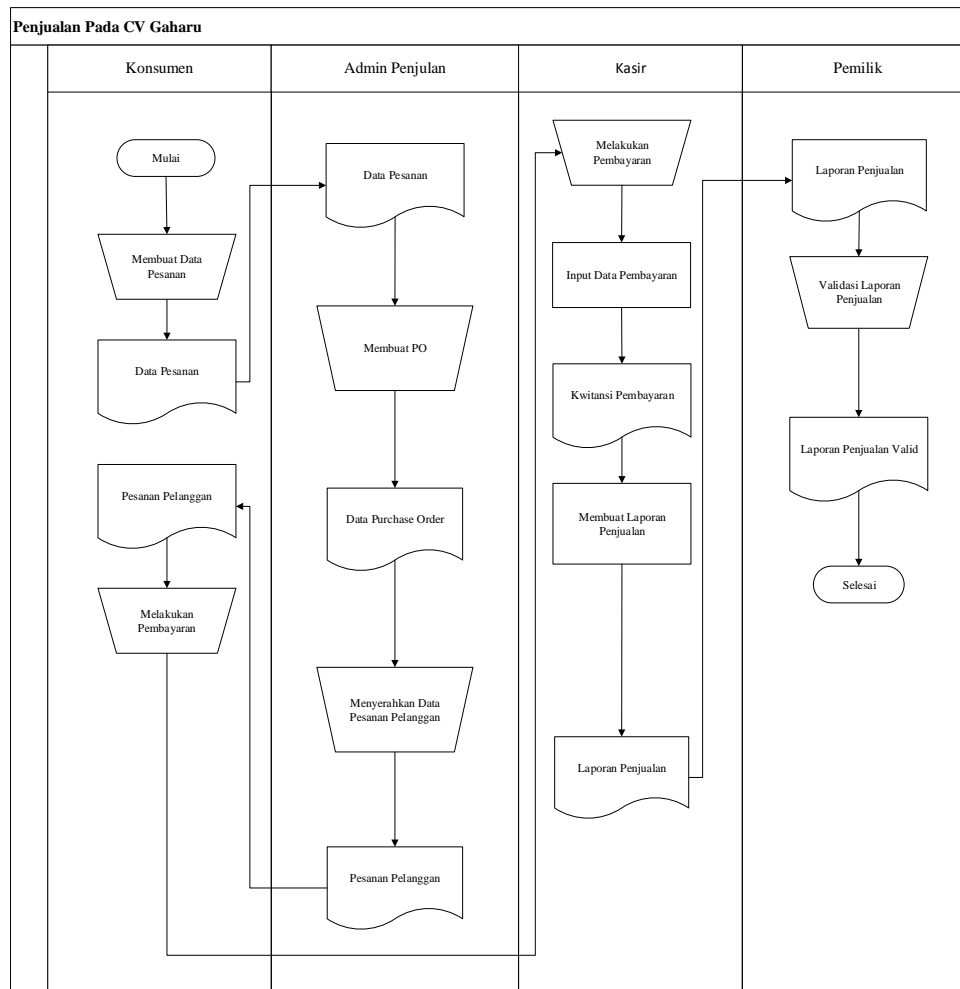 Penjualan Pada CV Gaharu
Konsumen
Admin Penjulan
Kasir
Pemilik
Mulai
Membuat Data
Pesanan
Data Pesanan
Pesanan Pelanggan
Melakukan
Pembayaran
Data Pesanan
Membuat PO
Data Purchase Order
Menyerahkan Data
Pesanan Pelanggan
Pesanan Pelanggan
Melakukan
Pembayaran
Input Data Pembayaran
Kwitansi Pembayaran
Membuat Laporan
Penjualan
Laporan Penjualan
Laporan Penjualan
Validasi Laporan
Penjualan
Laporan Penjualan Valid
Selesai